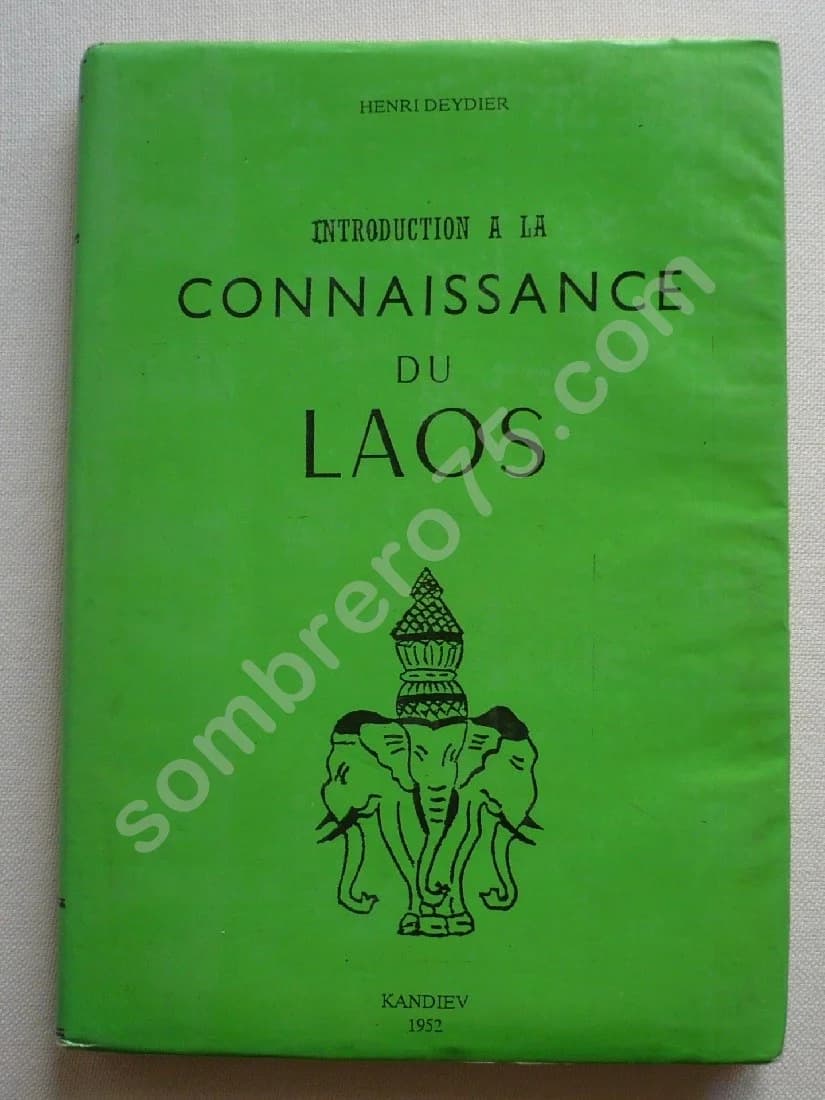 HENRI DEYDIER
INTRODUCTION A LA
CONNAISSANCE
DU
LAOS
sombrero75.com
KANDIEV
1952